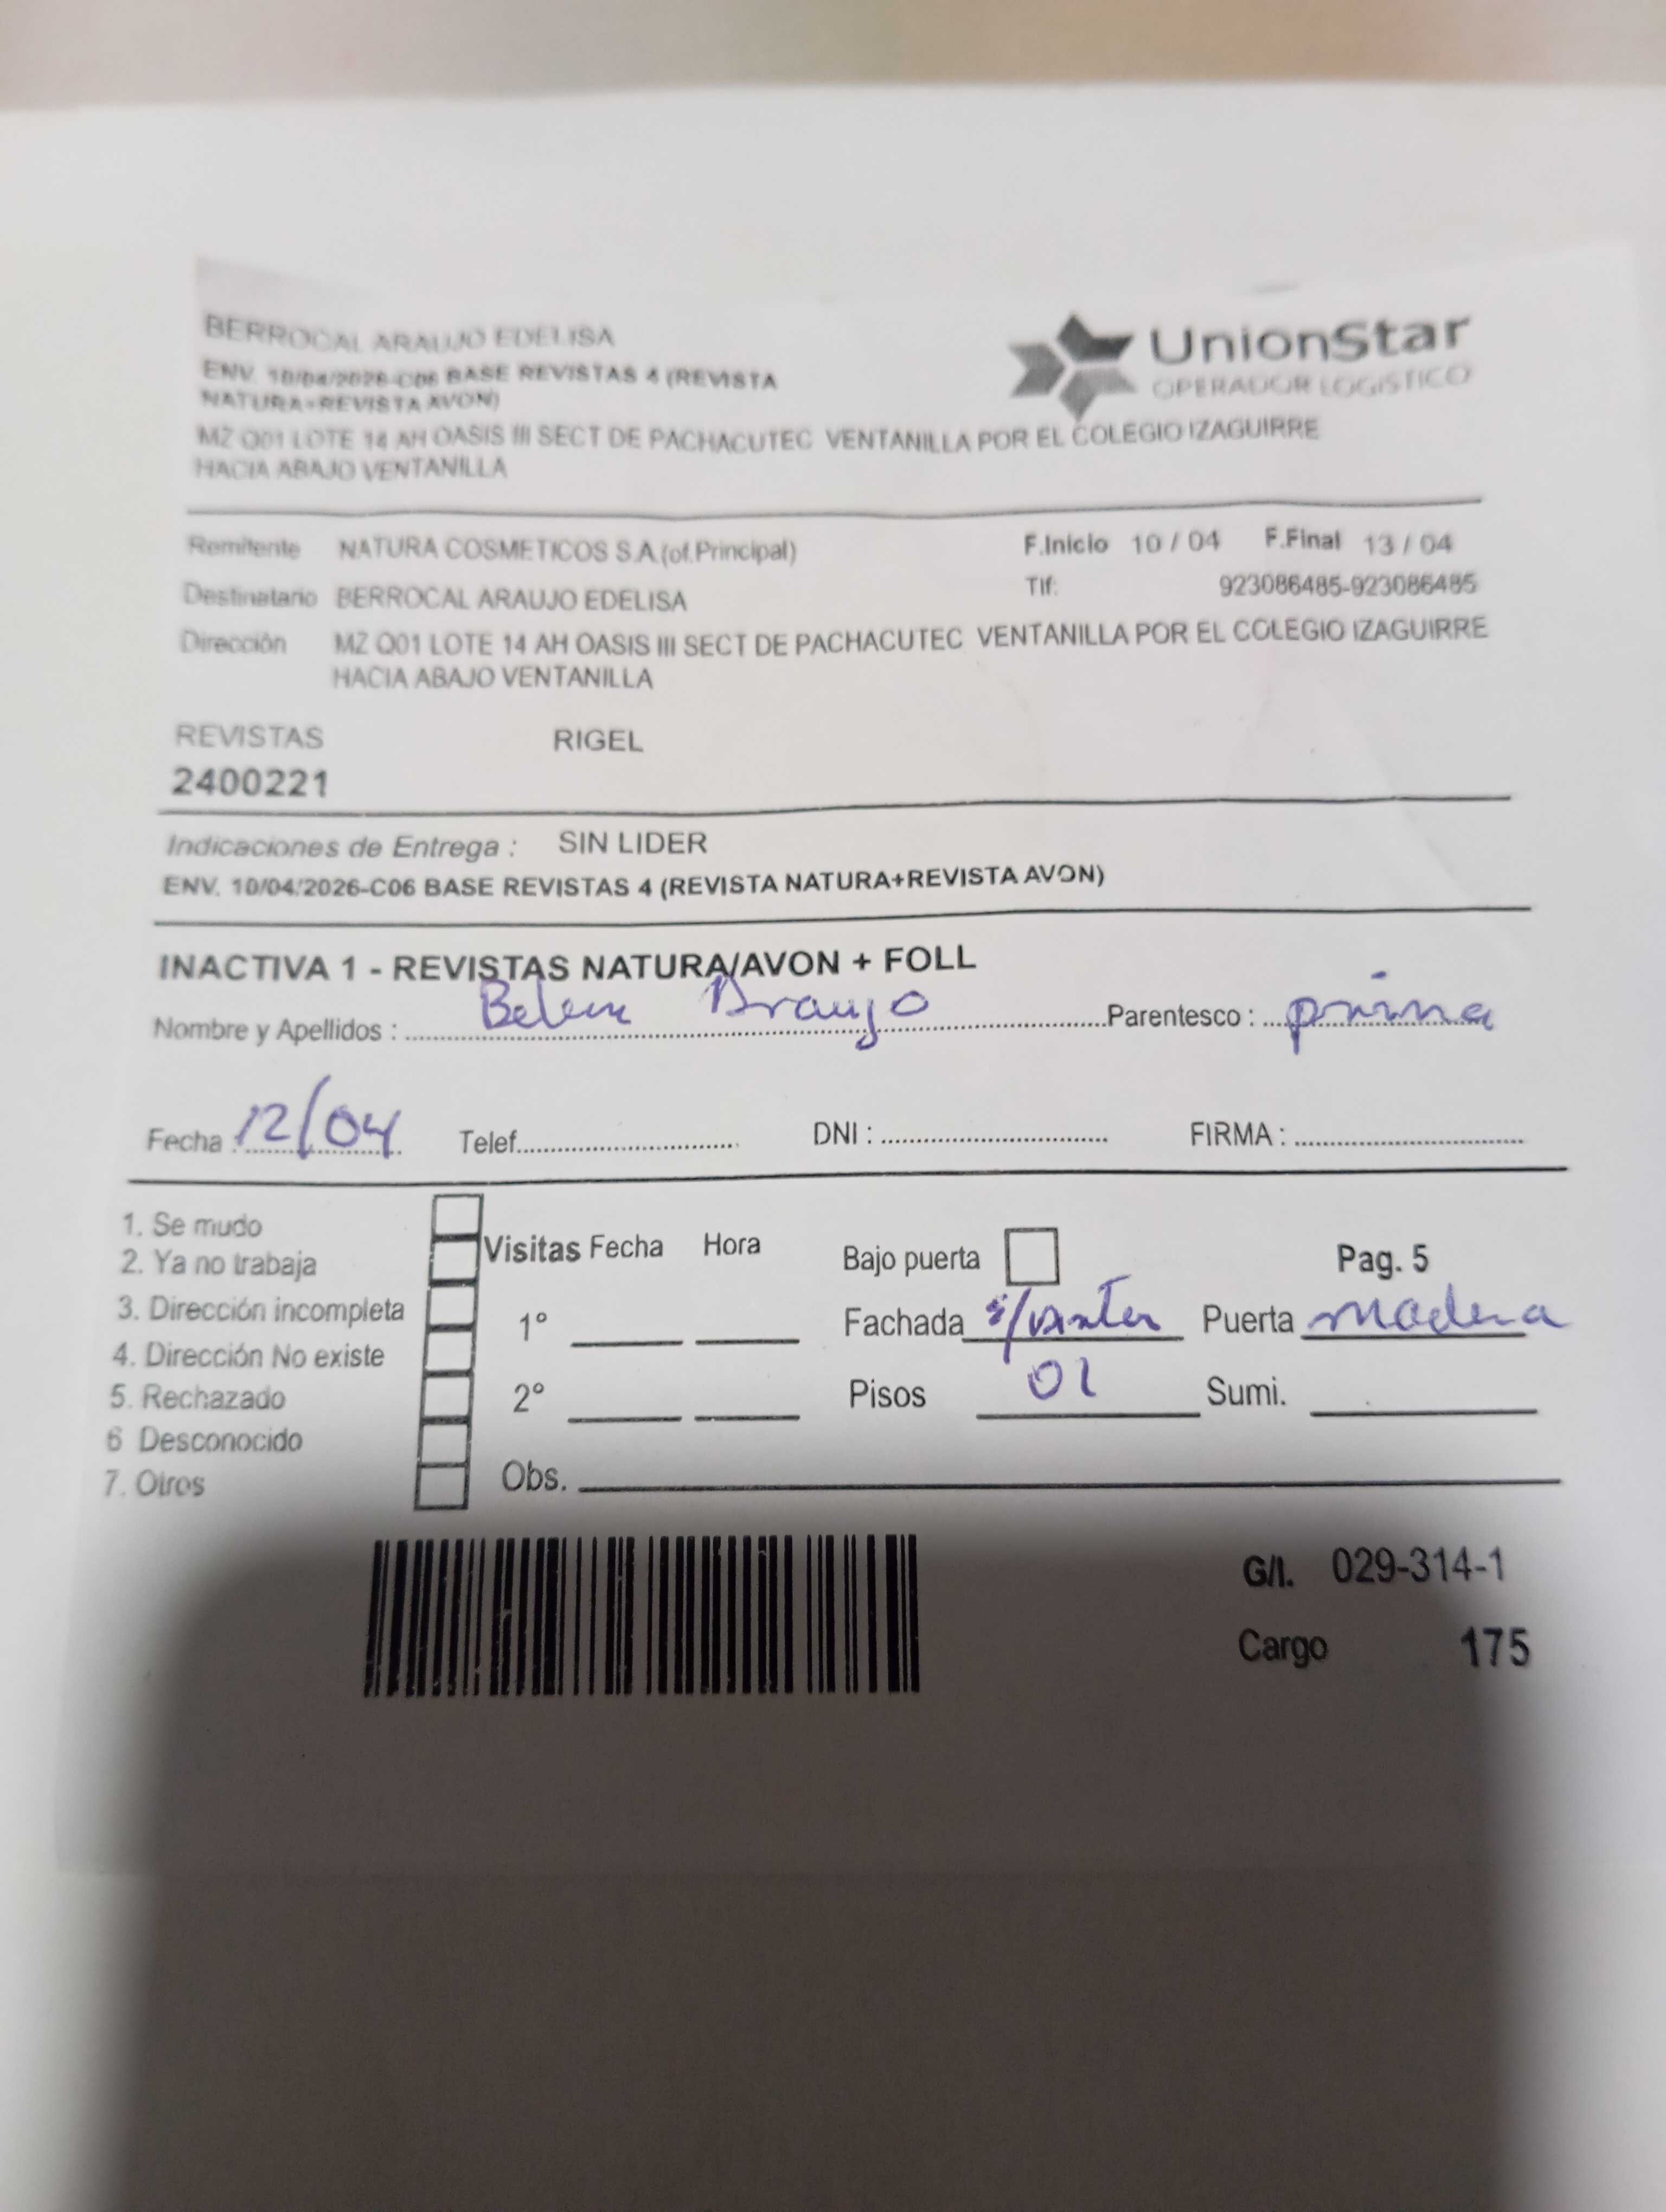 BERROCAL ARAUJO EDELISA
UnionStar
OPERADOR LOGÍSTICO
ENV. 10/04/2026-C06 BASE REVISTAS 4 (REVISTA
NATURA+REVISTA AVON)
MZ Q01 LOTE 14 AH OASIS III SECT DE PACHACUTEC VENTANILLA POR EL COLEGIO IZAGUIRRE
HACIA ABAJO VENTANILLA
Remitente NATURA COSMETICOS S.A.(of.Principal) F.Inicio 10 / 04 F.Final 13 / 04
Destinatario BERROCAL ARAUJO EDELISA Tlf: 923086485-923086485
Dirección MZ Q01 LOTE 14 AH OASIS III SECT DE PACHACUTEC VENTANILLA POR EL COLEGIO IZAGUIRRE
HACIA ABAJO VENTANILLA
REVISTAS RIGEL
2400221
Indicaciones de Entrega : SIN LIDER
ENV. 10/04/2026-C06 BASE REVISTAS 4 (REVISTA NATURA+REVISTA AVON)
INACTIVA 1 - REVISTAS NATURA/AVON + FOLL
Nombre y Apellidos : Belen Araujo Parentesco : prima
Fecha : 12/04 Telef. DNI : FIRMA :
1. Se mudo
2. Ya no trabaja
3. Dirección incompleta
4. Dirección No existe
5. Rechazado
6 Desconocido
7. Otros
Visitas Fecha Hora
1°
2°
Obs.
Bajo puerta Pag. 5
Fachada Puerta madera
Pisos 01 Sumi.
G/I. 029-314-1
Cargo 175